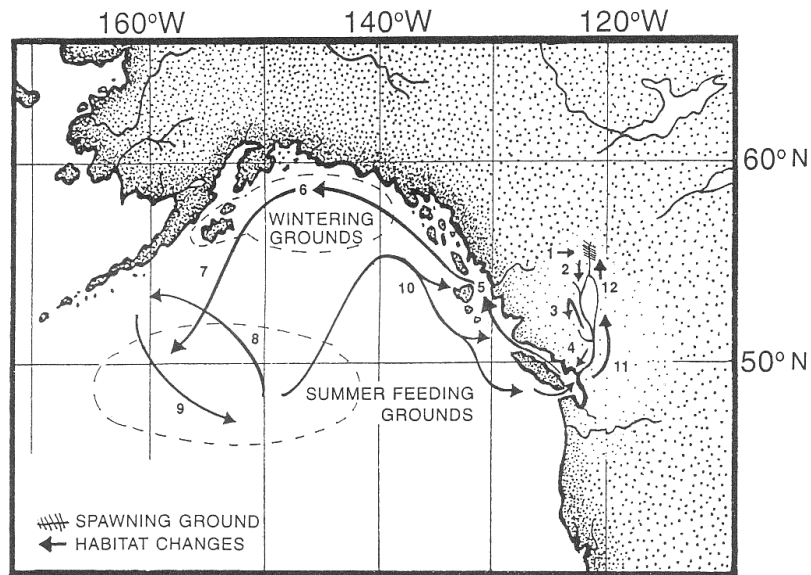 160°W 140°W 120°W
60°N
6
WINTERING
GROUNDS
1
2
12
7
10
5
3
8
4
11
50°N
SUMMER FEEDING
GROUNDS
9
SPAWNING GROUND
HABITAT CHANGES